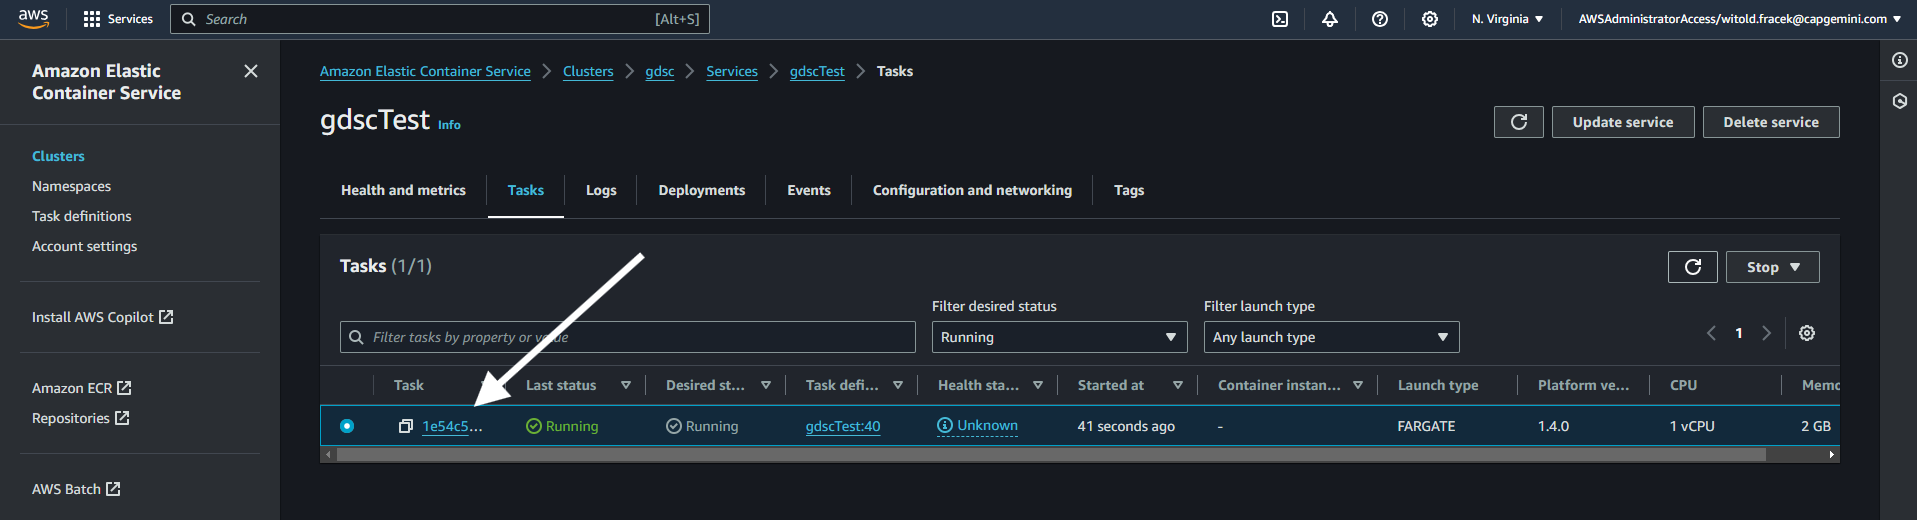 aws Services Search [Alt+S] N. Virginia AWSAdministratorAccess/witold.fracek@capgemini.com
Amazon Elastic Container Service
Clusters
Namespaces
Task definitions
Account settings
Install AWS Copilot
Amazon ECR
Repositories
AWS Batch
Amazon Elastic Container Service Clusters gdsc Services gdscTest Tasks
gdscTest Info
Update service Delete service
Health and metrics Tasks Logs Deployments Events Configuration and networking Tags
Tasks (1/1)
Stop
Filter desired status Filter launch type
Filter tasks by property or value Running Any launch type 1
Task Last status Desired st... Task defi... Health sta... Started at Container instan... Launch type Platform ve... CPU Memo
1e54c5... Running Running gdscTest:40 Unknown 41 seconds ago - FARGATE 1.4.0 1 vCPU 2 GB